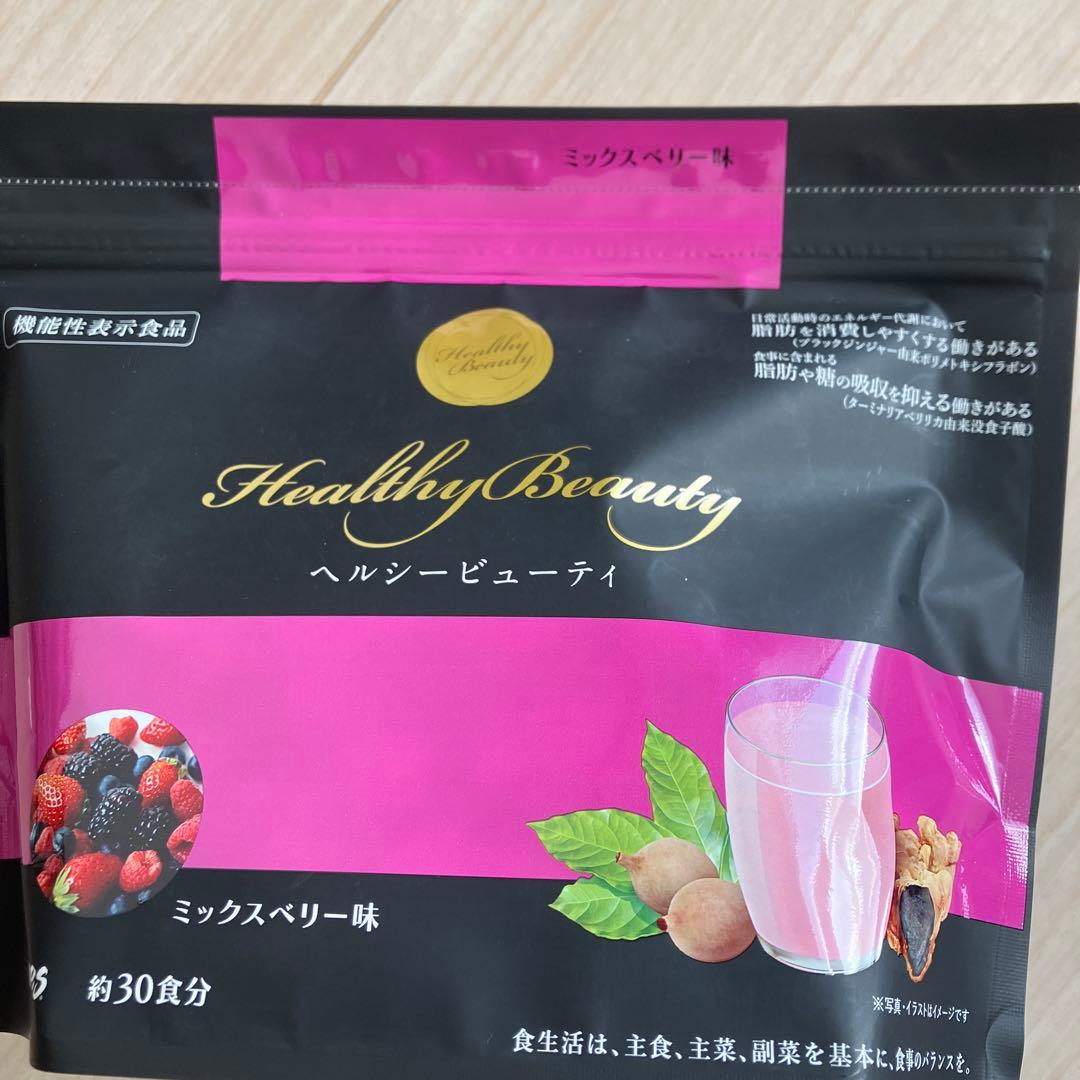 ミックスベリー味
機能性表示食品
Healthy
Beauty
日常活動時のエネルギー代謝において
脂肪を消費しやすくする働きがある
(ブラックジンジャー由来ポリメトキシフラボン)
食事に含まれる
脂肪や糖の吸収を抑える働きがある
(ターミナリアベリリカ由来没食子酸)
Healthy Beauty
ヘルシービューティ
ミックスベリー味
約30食分
※写真・イラストはイメージです
食生活は、主食、主菜、副菜を基本に、食事のバランスを。